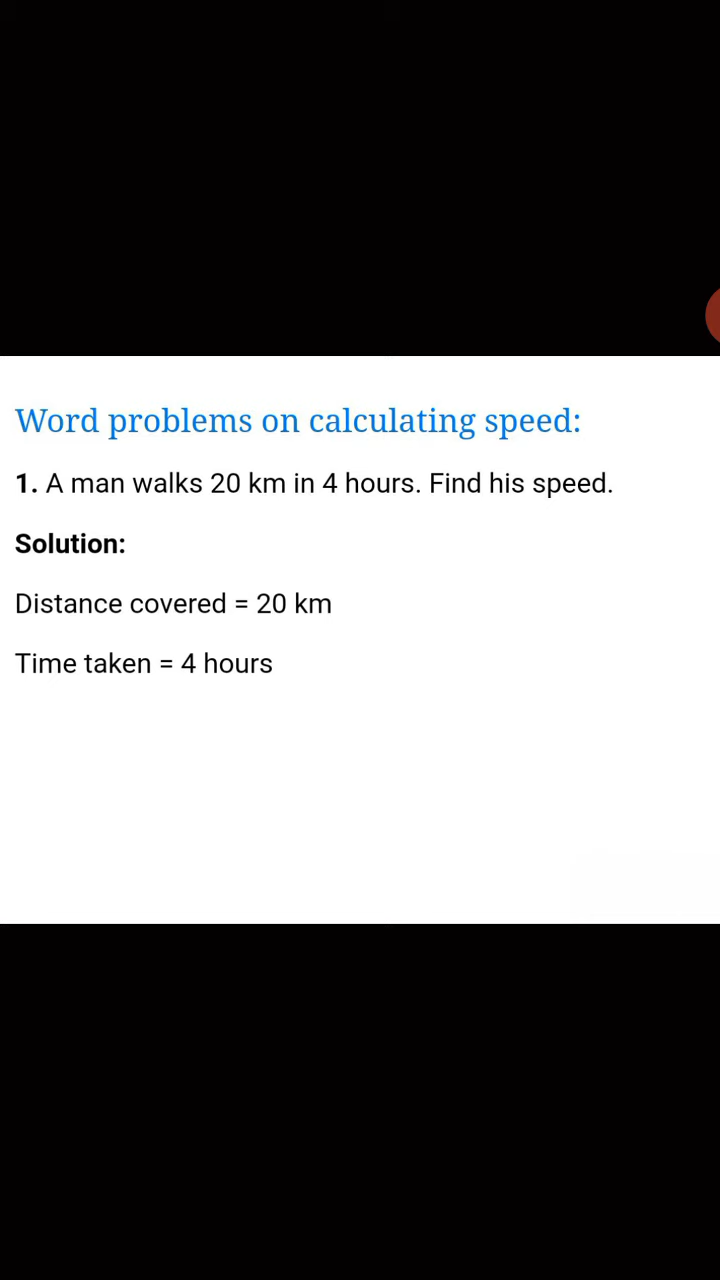 Word problems on calculating speed:
1. A man walks 20 km in 4 hours. Find his speed.
Solution:
Distance covered = 20 km
Time taken = 4 hours